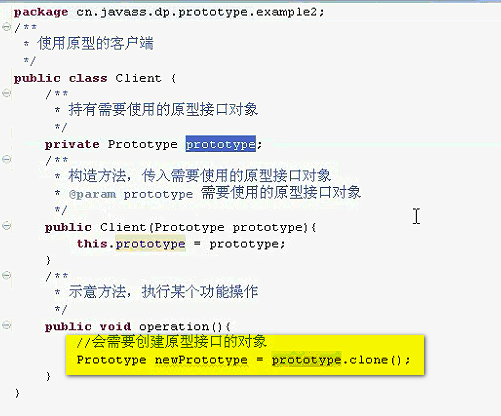 package cn.javass.dp.prototype.example2;
/**
 * 使用原型的客户端
 */
public class Client {
    /**
     * 持有需要使用的原型接口对象
     */
    private Prototype prototype;
    /**
     * 构造方法，传入需要使用的原型接口对象
     * @param prototype 需要使用的原型接口对象
     */
    public Client(Prototype prototype){
        this.prototype = prototype;
    }
    /**
     * 示意方法，执行某个功能操作
     */
    public void operation(){
        //会需要创建原型接口的对象
        Prototype newPrototype = prototype.clone();
    }
}